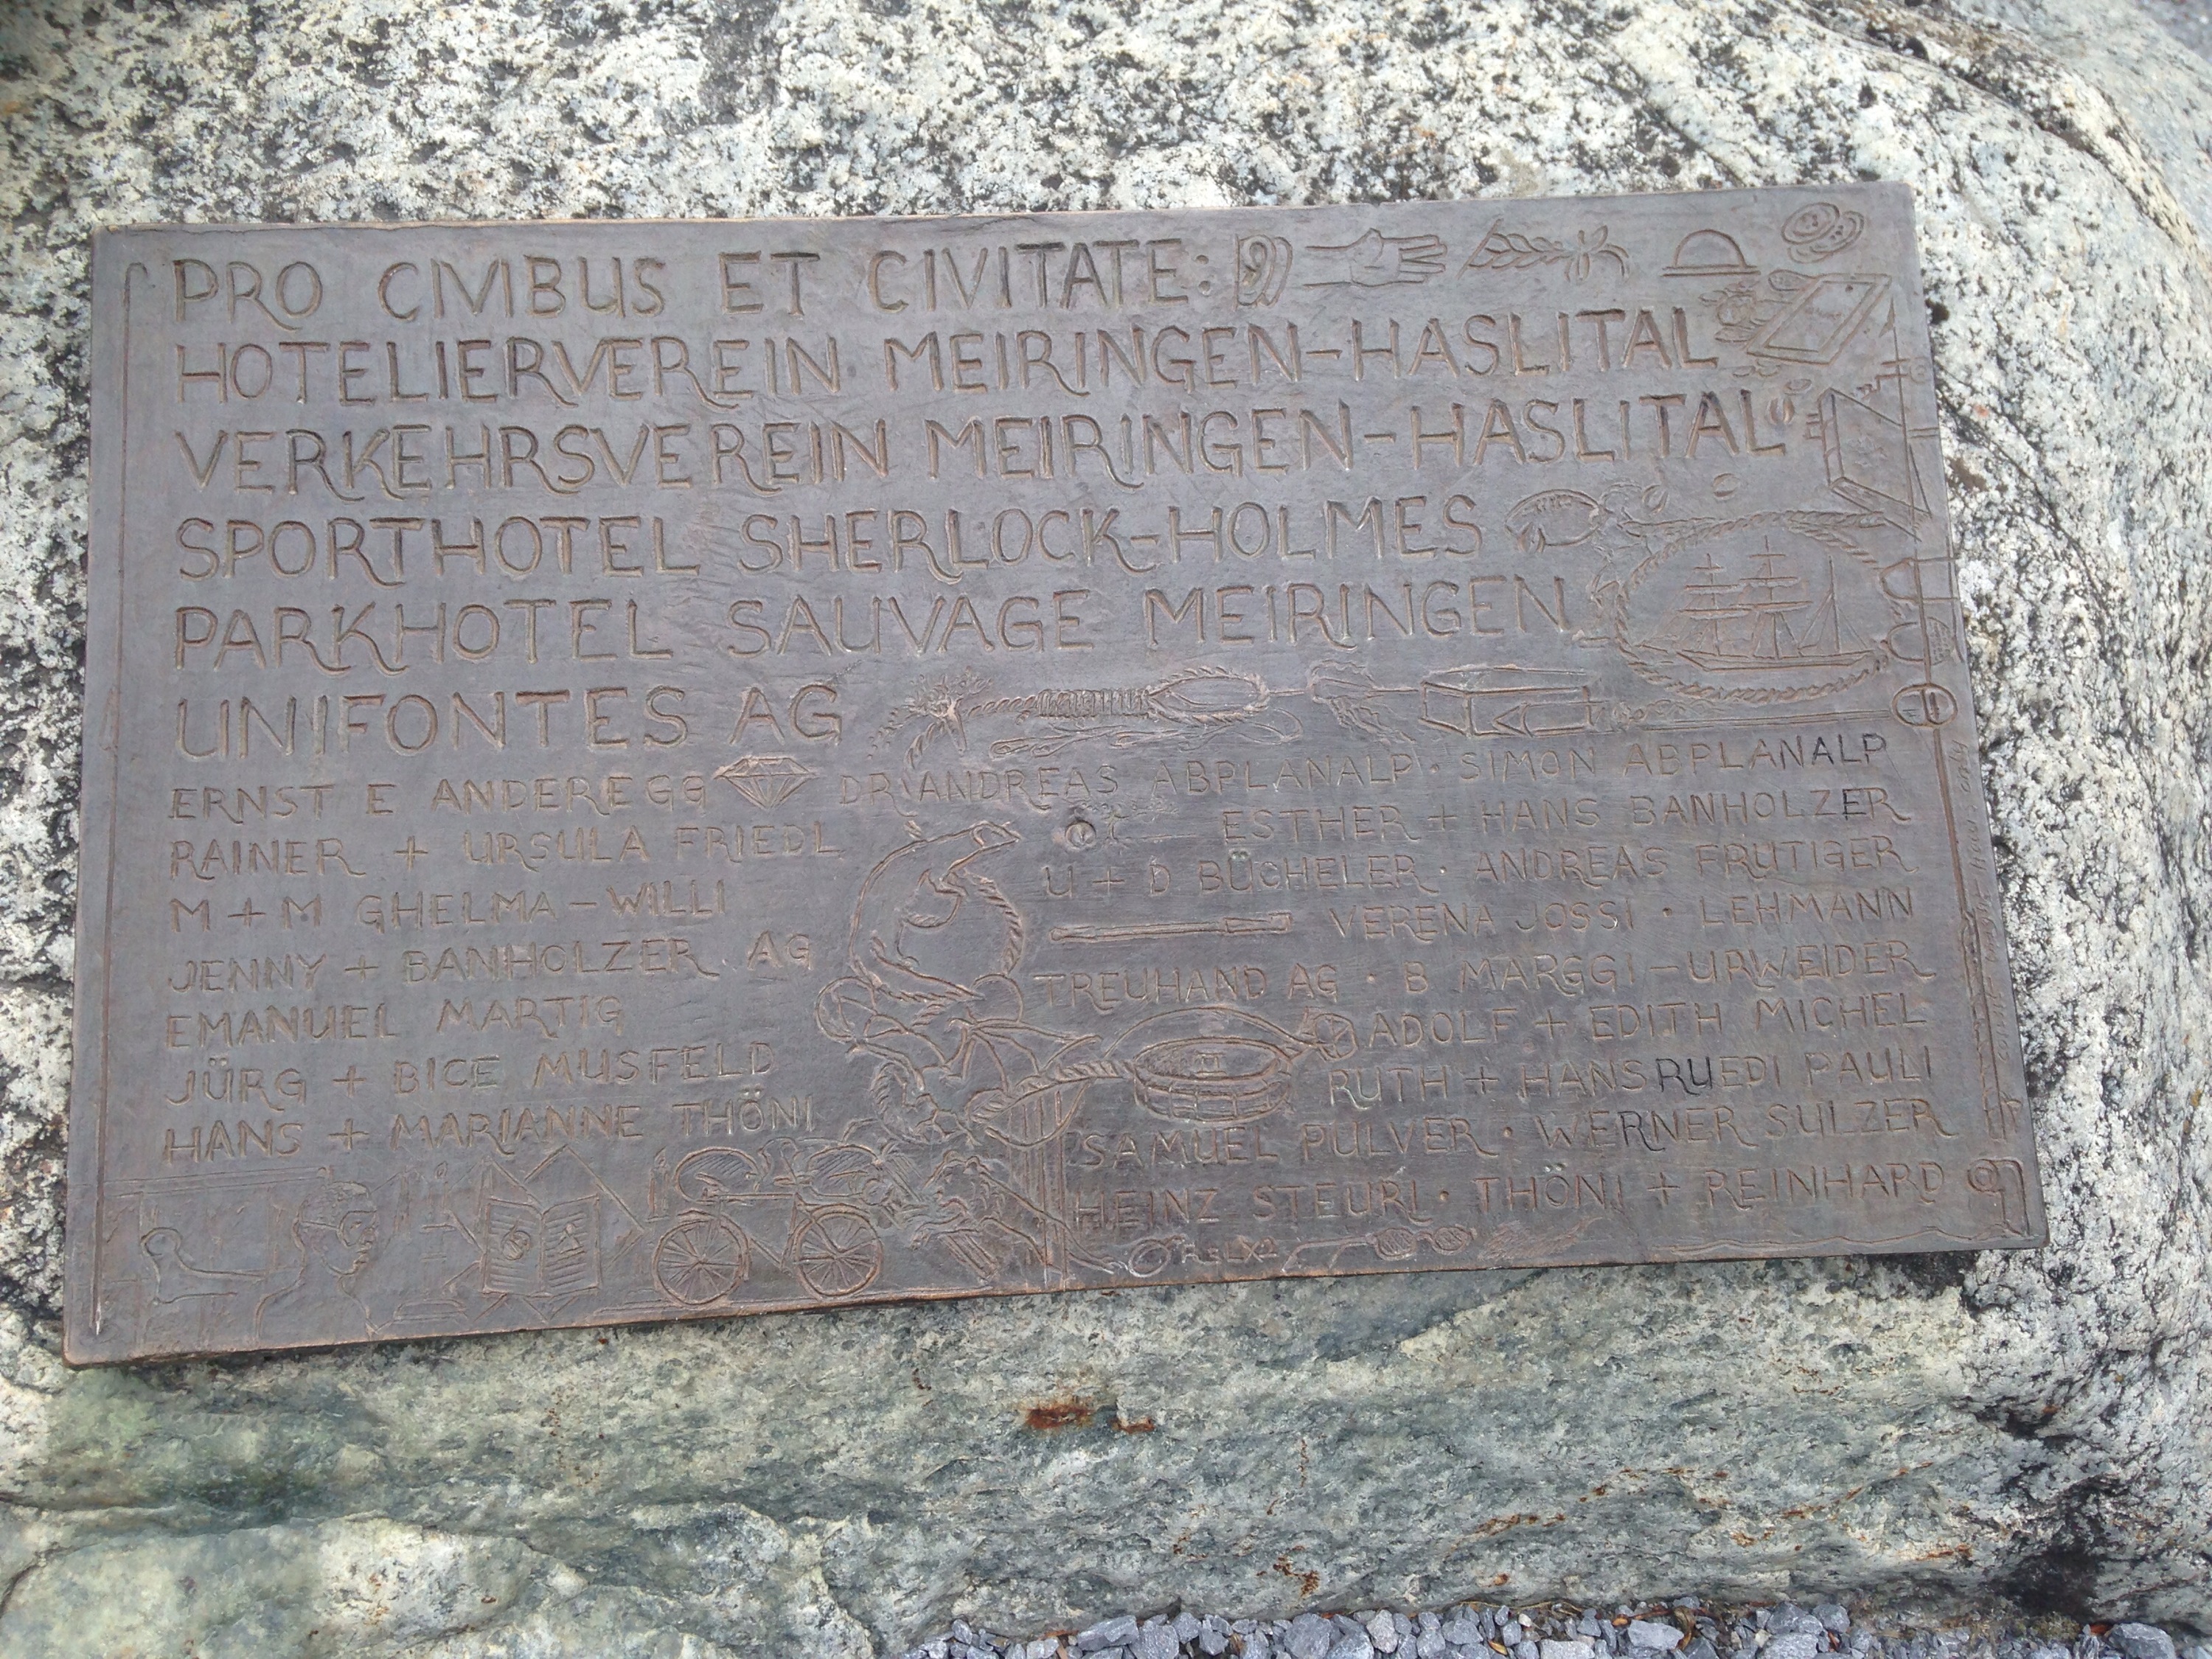 PRO CIVIBUS ET CIVITATE:
HOTELIERVEREIN MEIRINGEN-HASLITAL
VERKEHRSVEREIN MEIRINGEN-HASLITAL
SPORTHOTEL SHERLOCK-HOLMES
PARKHOTEL SAUVAGE MEIRINGEN
UNIFONTES AG
ERNST E ANDEREGG
RAINER + URSULA FRIEDL
M + M GHELMA-WILLI
JENNY + BANHOLZER AG
EMANUEL MARTIG
JÜRG + BICE MUSFELD
HANS + MARIANNE THÖNI
DR ANDREAS ABPLANALP · SIMON ABPLANALP
ESTHER + HANS BANHOLZER
U + D BÜCHELER · ANDREAS FRUTIGER
VERENA JOSSI · LEHMANN
TREUHAND AG · B MARGGI-URWEIDER
ADOLF + EDITH MICHEL
RUTH + HANSRUEDI PAULI
SAMUEL PULVER · WERNER SULZER
HEINZ STEURI · THÖNI + REINHARD